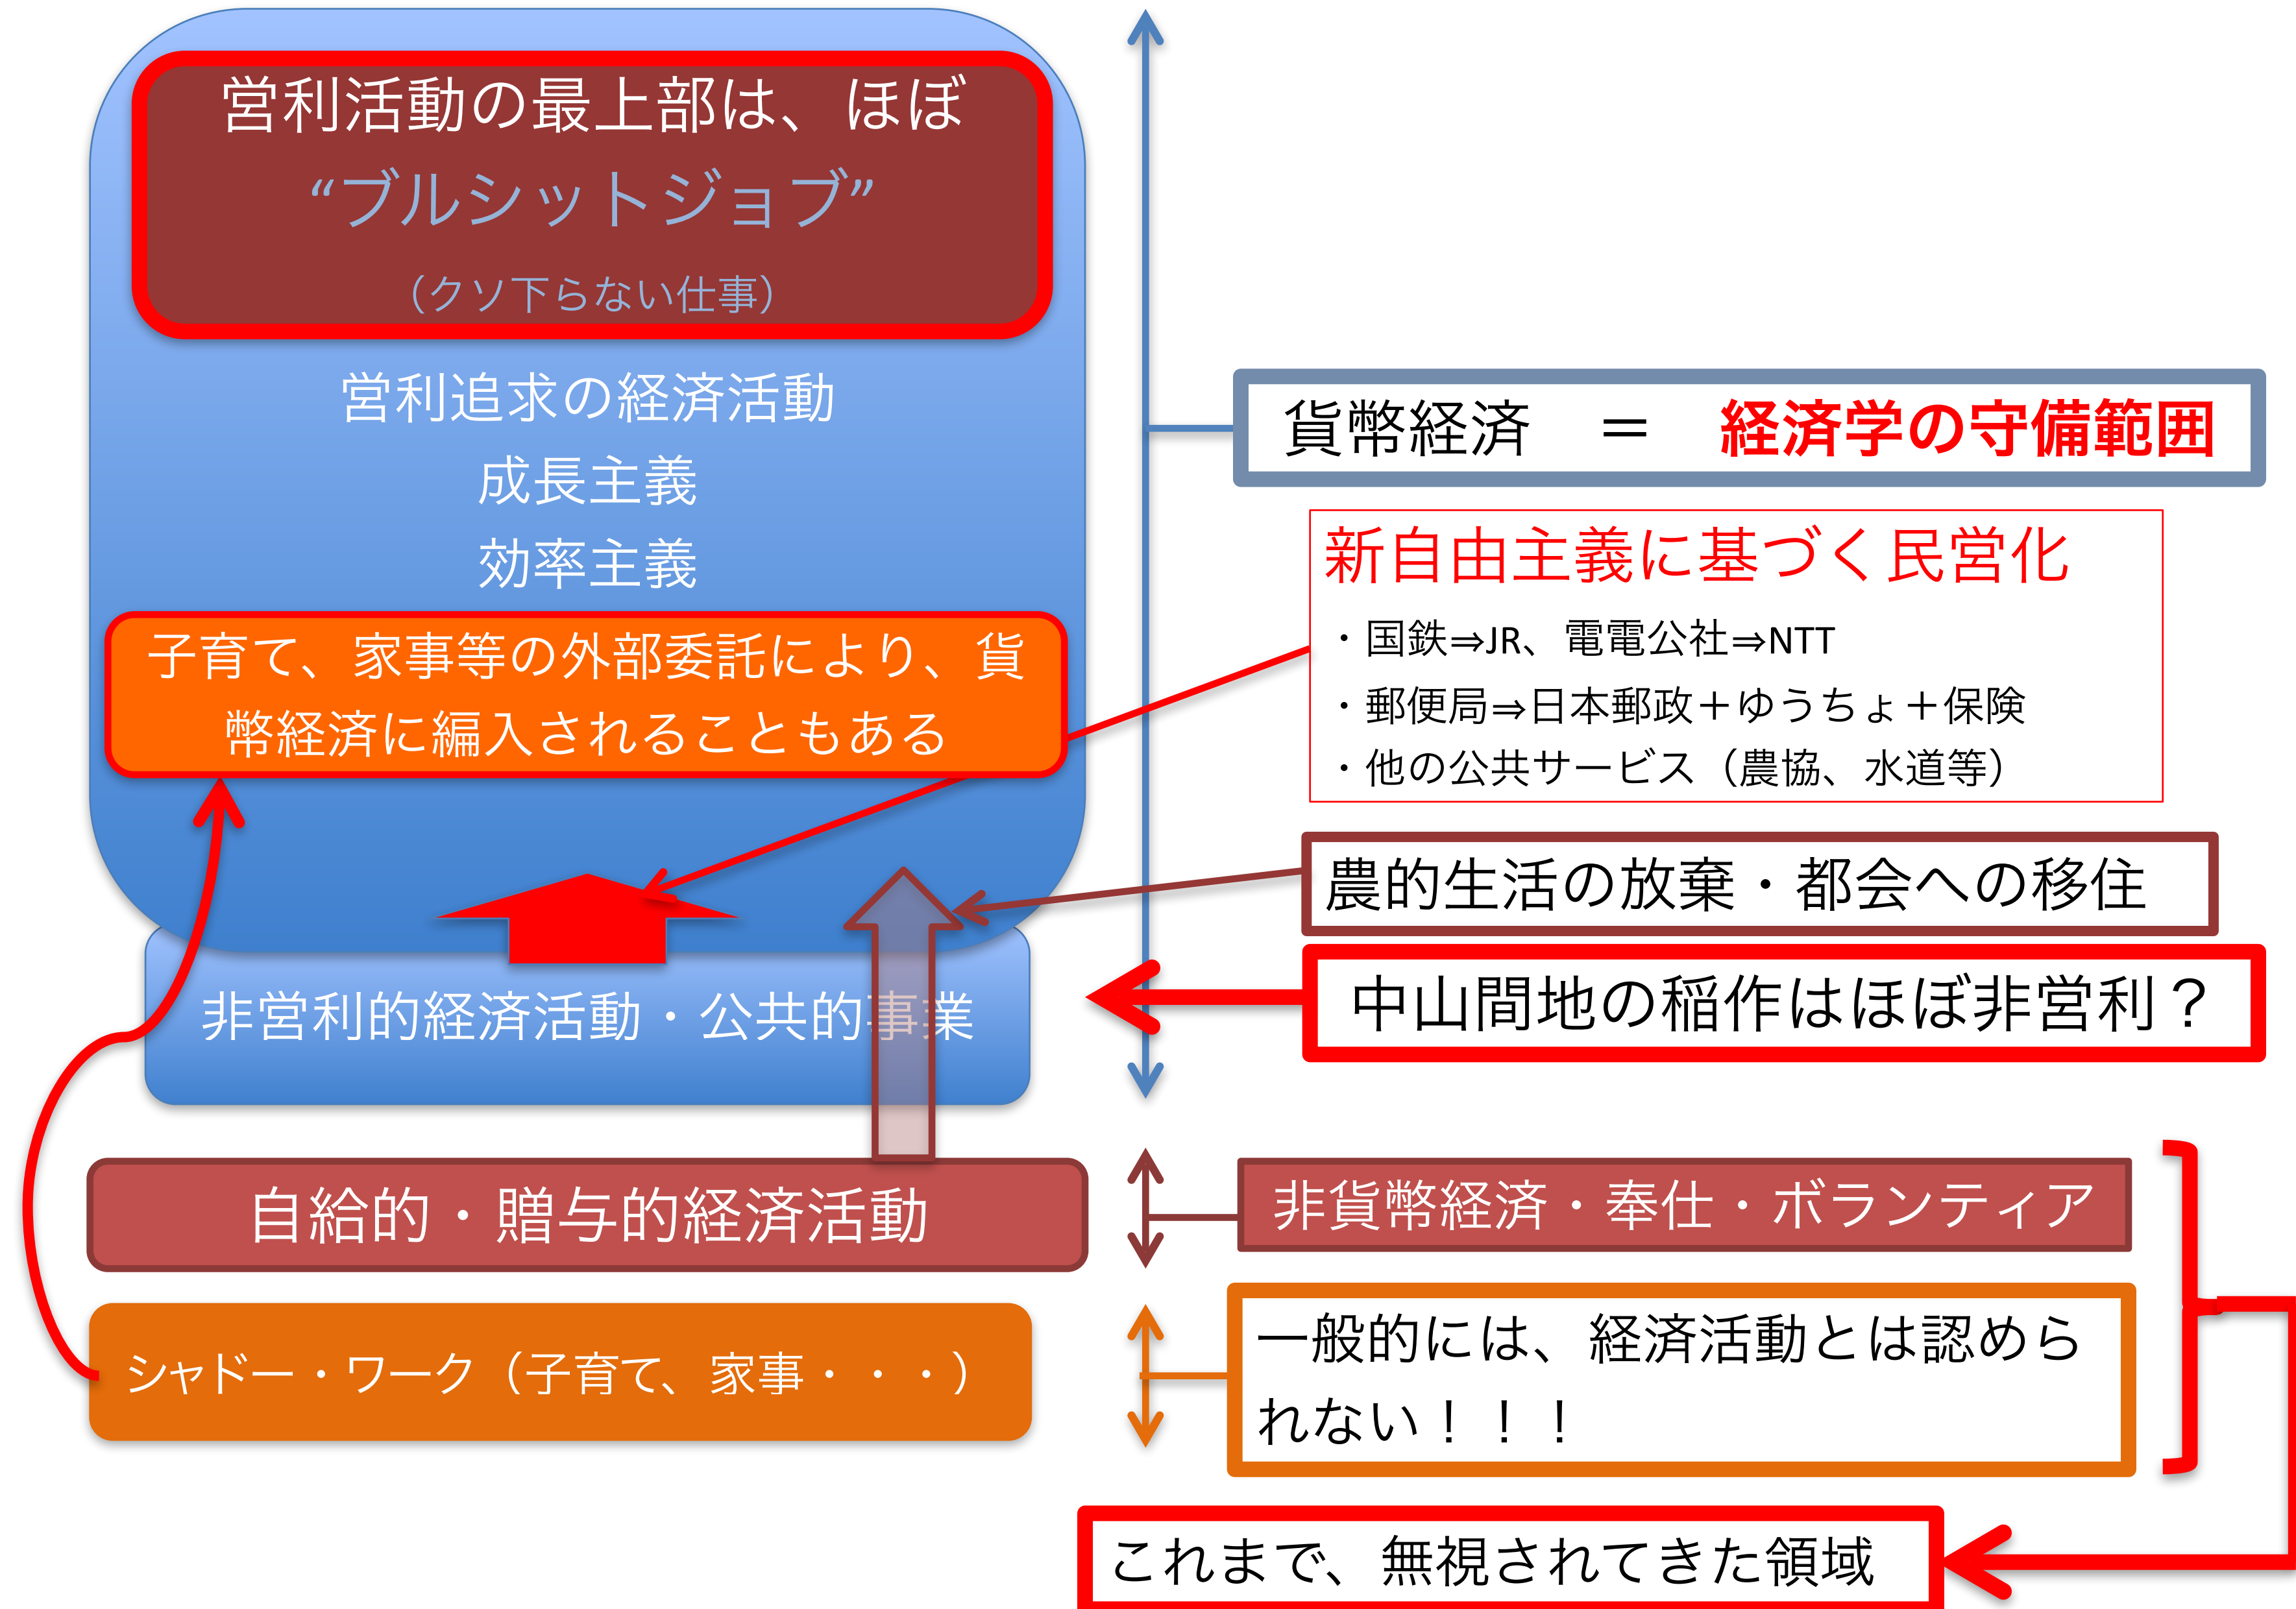 営利活動の最上部は、ほぼ
“ブルシットジョブ”
（クソ下らない仕事）
営利追求の経済活動
成長主義
効率主義
子育て、家事等の外部委託により、貨
幣経済に編入されることもある
非営利的経済活動・公共的事業
自給的・贈与的経済活動
シャドー・ワーク（子育て、家事・・・）
貨幣経済　＝　経済学の守備範囲
新自由主義に基づく民営化
・国鉄⇒JR、電電公社⇒NTT
・郵便局⇒日本郵政＋ゆうちょ＋保険
・他の公共サービス（農協、水道等）
農的生活の放棄・都会への移住
中山間地の稲作はほぼ非営利？
非貨幣経済・奉仕・ボランティア
一般的には、経済活動とは認めら
れない！！！
これまで、無視されてきた領域